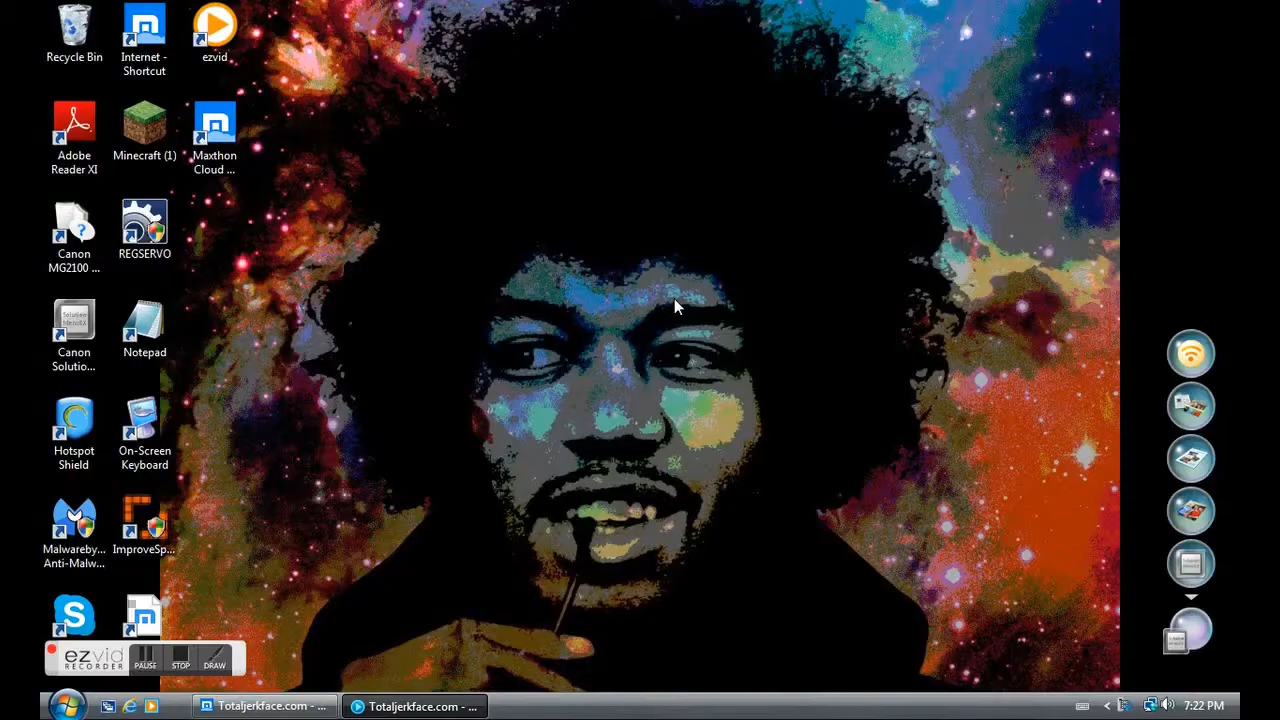 Recycle Bin
Internet -
Shortcut
ezvid
Adobe
Reader XI
Minecraft (1)
Maxthon
Cloud ...
Canon
MG2100 ...
REGSERVO
Canon
Solutio...
Notepad
Hotspot
Shield
On-Screen
Keyboard
Malwareby...
Anti-Malw...
ImproveSp...
ezvid
RECORDER
PAUSE
STOP
DRAW
Totaljerkface.com - ...
Totaljerkface.com - ...
7:22 PM